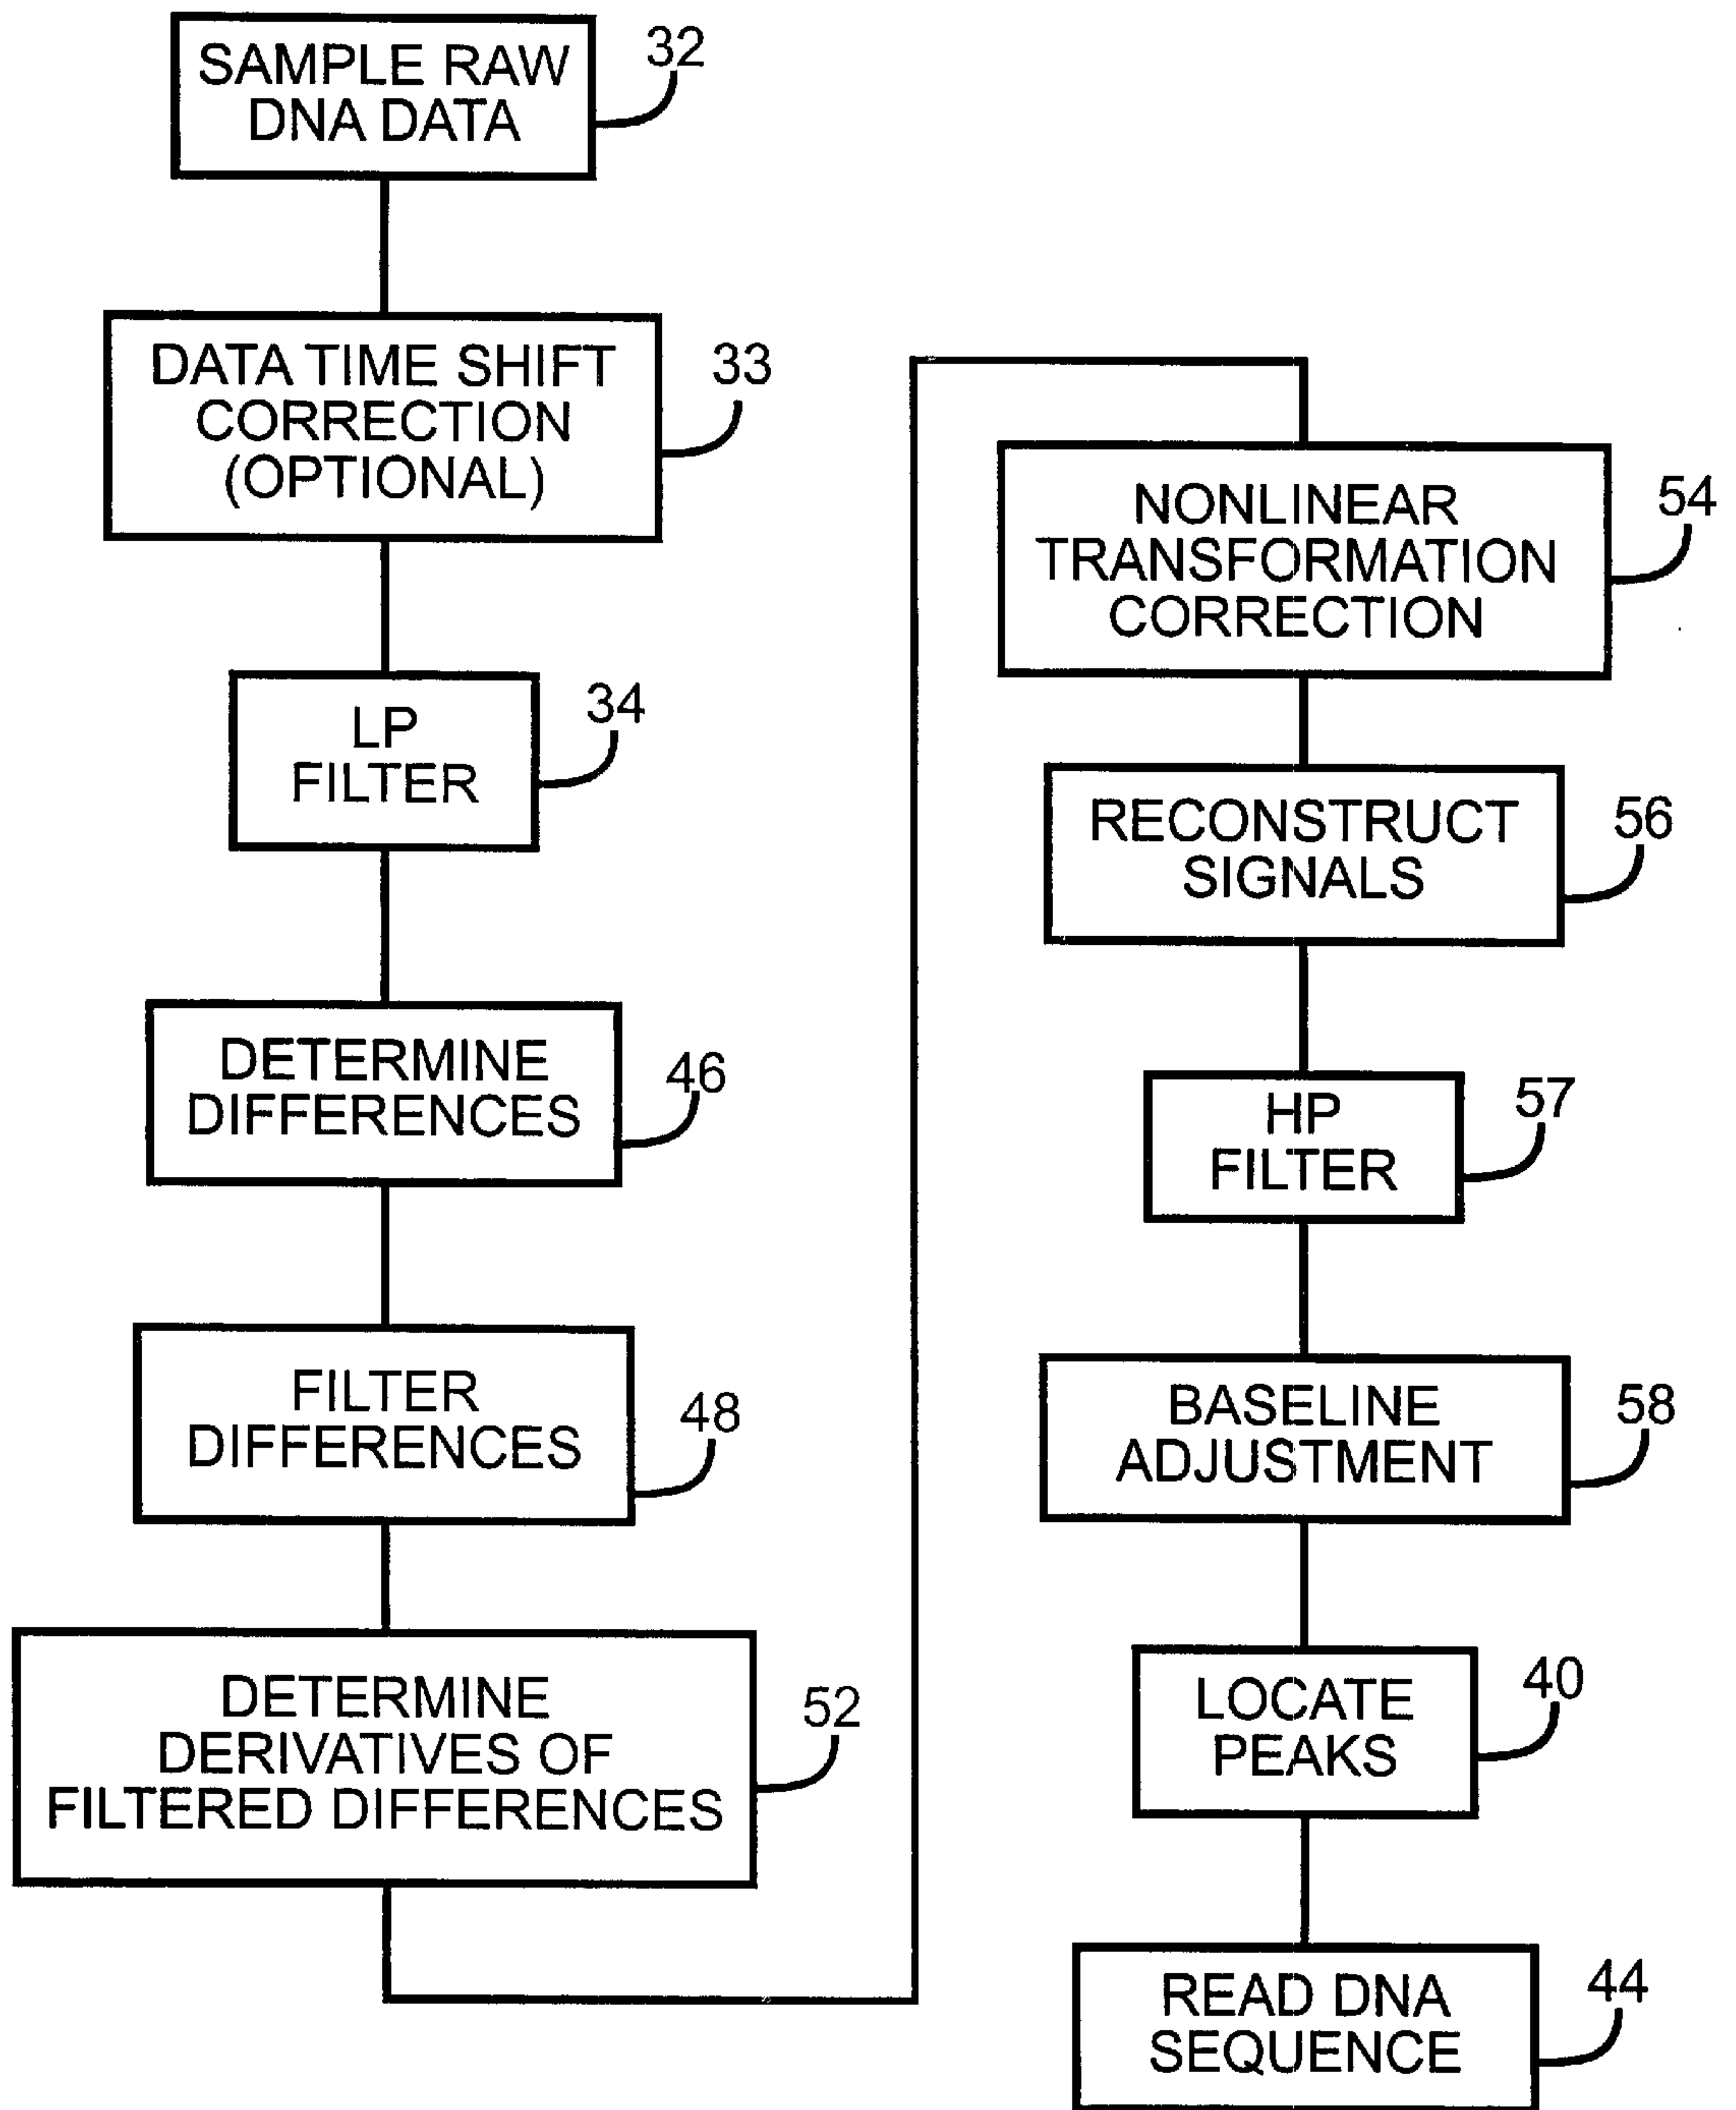 SAMPLE RAW
DNA DATA
32
DATA TIME SHIFT
CORRECTION
(OPTIONAL)
33
LP
FILTER
34
DETERMINE
DIFFERENCES
46
FILTER
DIFFERENCES
48
DETERMINE
DERIVATIVES OF
FILTERED DIFFERENCES
52
NONLINEAR
TRANSFORMATION
CORRECTION
54
RECONSTRUCT
SIGNALS
56
HP
FILTER
57
BASELINE
ADJUSTMENT
58
LOCATE
PEAKS
40
READ DNA
SEQUENCE
44